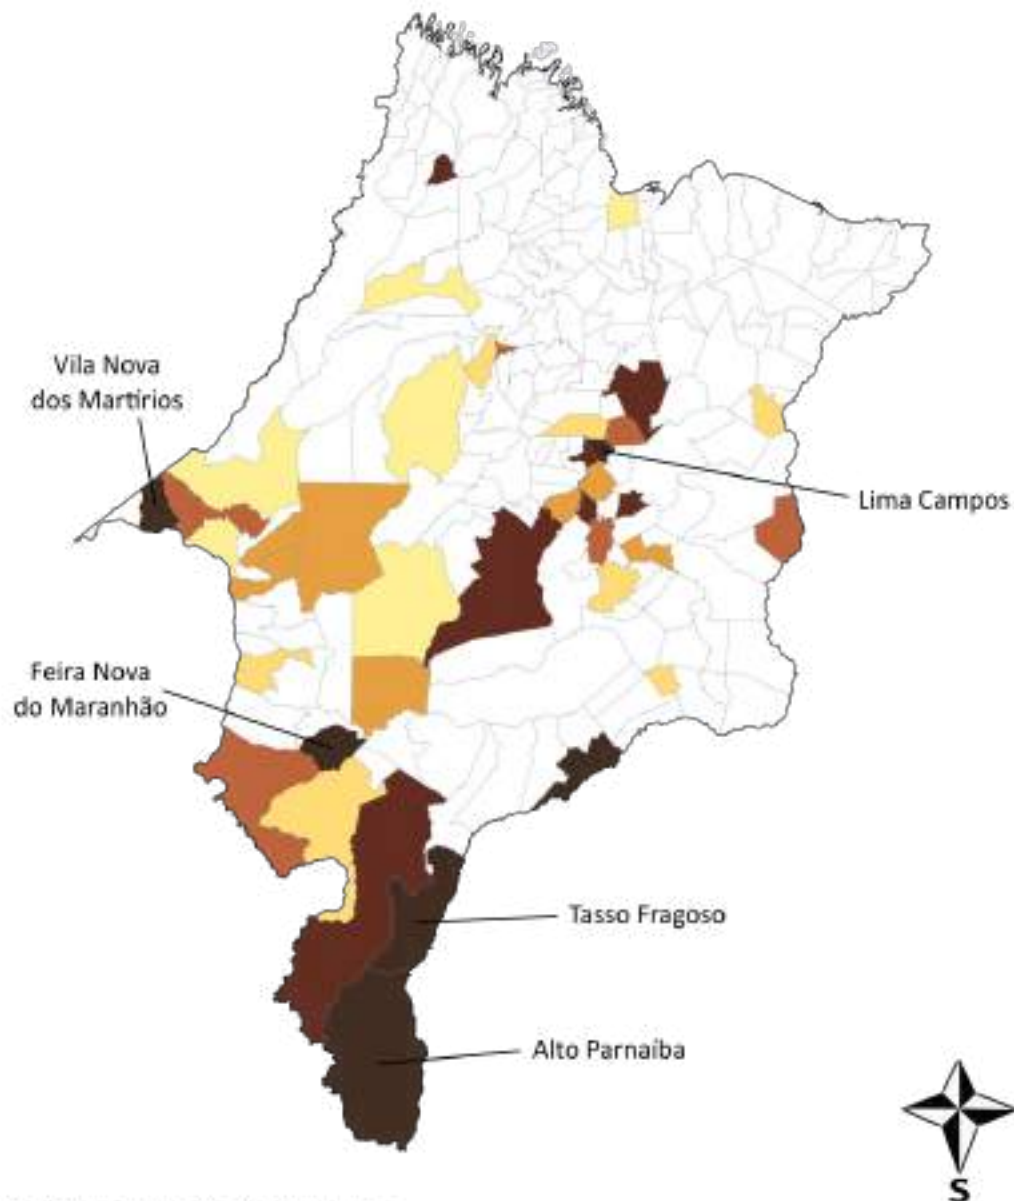 Vila Nova
dos Martírios
Lima Campos
Feira Nova
do Maranhão
Tasso Fragoso
Alto Parnaíba
S